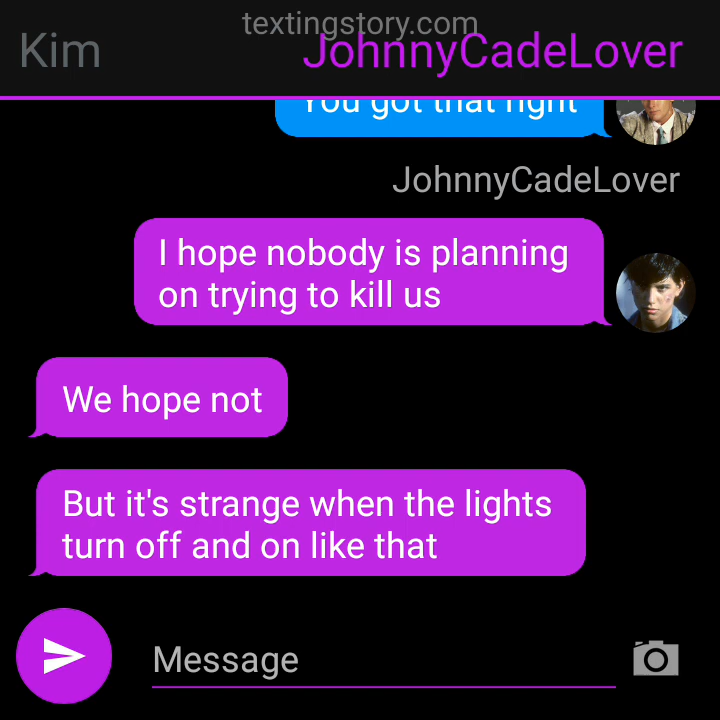 textingstory.com
Kim
JohnnyCadeLover
You got that right
JohnnyCadeLover
I hope nobody is planning
on trying to kill us
We hope not
But it's strange when the lights
turn off and on like that
Message